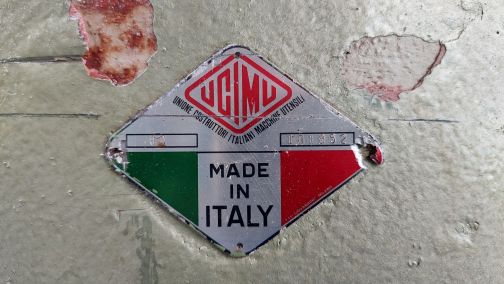 UCIMU
UNIONE COSTRUTTORI ITALIANI MACCHINE UTENSILI
MADE
IN
ITALY